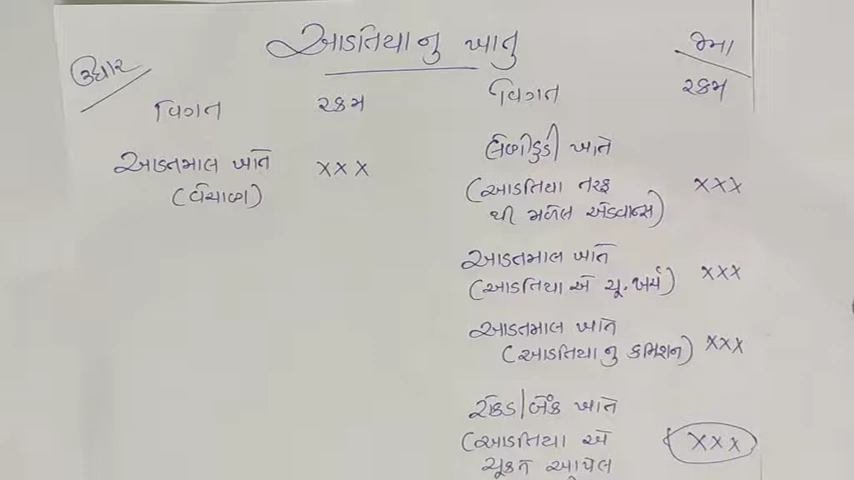 આડતિયાનું ખાતું
ઉધાર
જમા
વિગત રકમ
વિગત રકમ
આડતમાલ ખાતે XXX
(વેચાણ)
લેણીહુંડી ખાતે
(આડતિયા તરફ XXX
થી મળેલ એડવાન્સ)
આડતમાલ ખાતે
(આડતિયા એ ચૂ. ખર્ચ) XXX
આડતમાલ ખાતે
(આડતિયાનું કમિશન) XXX
રોકડ/બેંક ખાતે
(આડતિયા એ XXX
ચૂકતે આપેલ